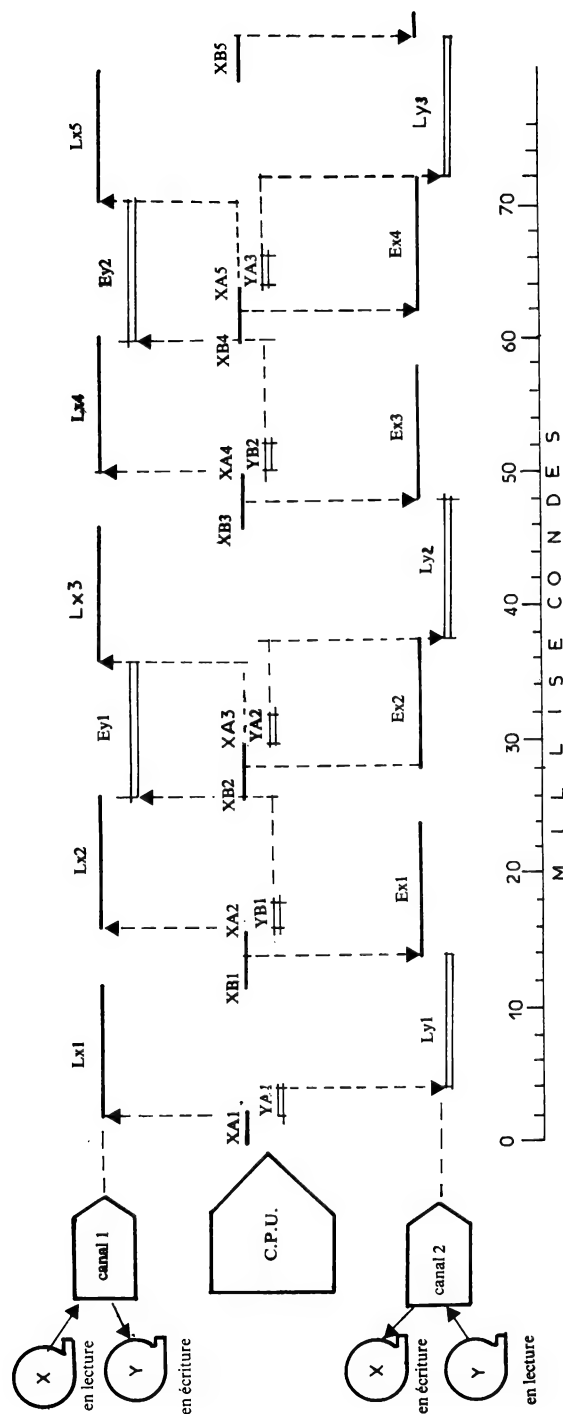 X
en lecture
Y
en écriture
canal 1
Lx1
Lx2
Ey1
Lx3
Lx4
Ey2
Lx5
C.P.U.
XA1
YA1
XB1
XA2
YB1
XB2
XA3
YA2
XB3
XA4
YB2
XB4
XA5
YA3
XB5
X
en écriture
Y
en lecture
canal 2
Ly1
Ex1
Ex2
Ly2
Ex3
Ex4
Ly3
0 10 20 30 40 50 60 70
MILLISECONDES